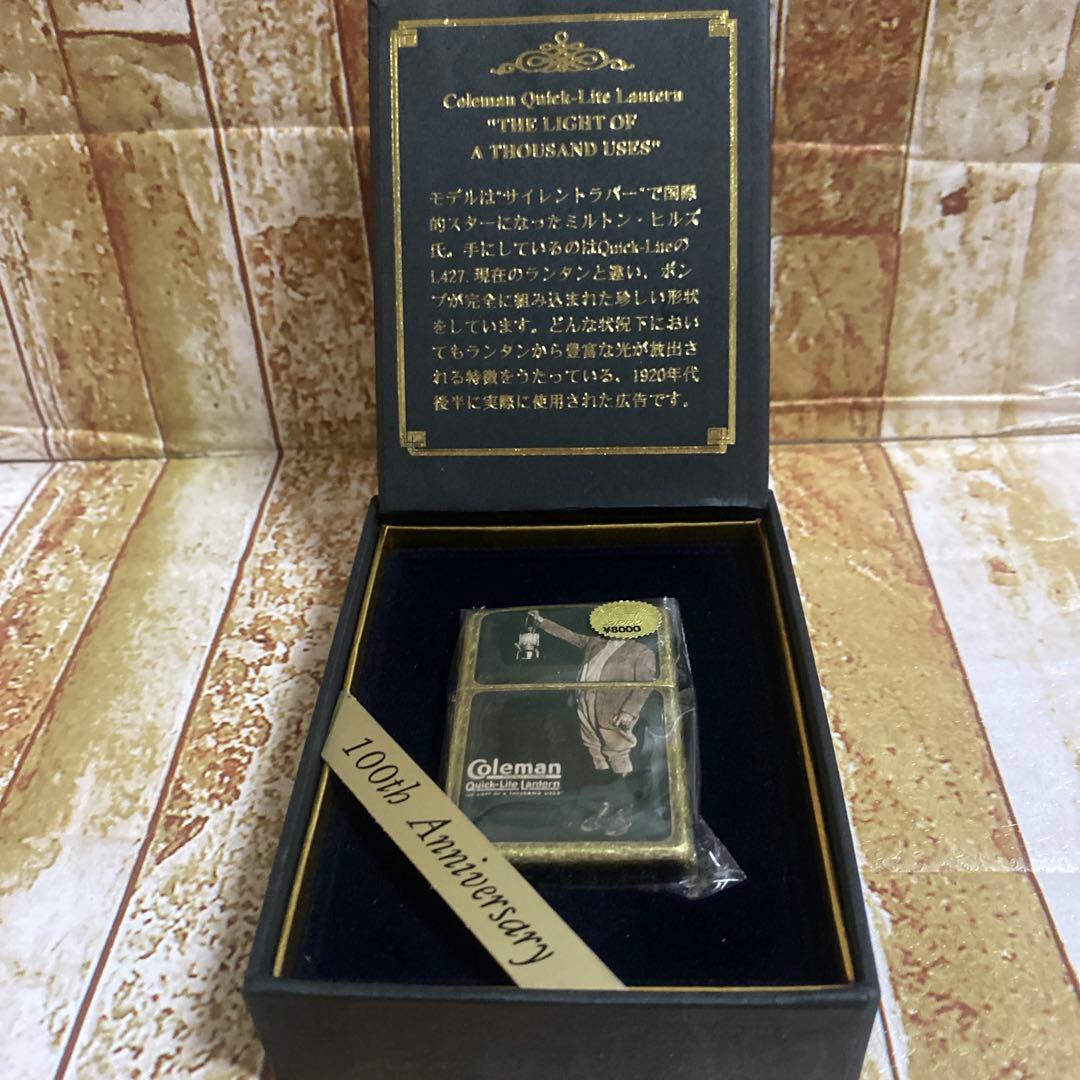 Coleman Quick-Lite Lantern
"THE LIGHT OF
A THOUSAND USES"
モデルは"サイレントラバー"で国際
的スターになったミルトン・ヒルズ
氏。手にしているのはQuick-Liteの
L427. 現在のランタンと違い、ポン
プが完全に組み込まれた珍しい形状
をしています。どんな状況下におい
てもランタンから豊富な光が放出さ
れる特徴をうたっている、1920年代
後半に実際に使用された広告です。
¥8000
Coleman
Quick-Lite Lantern
"THE LIGHT OF A THOUSAND USES"
100th Anniversary